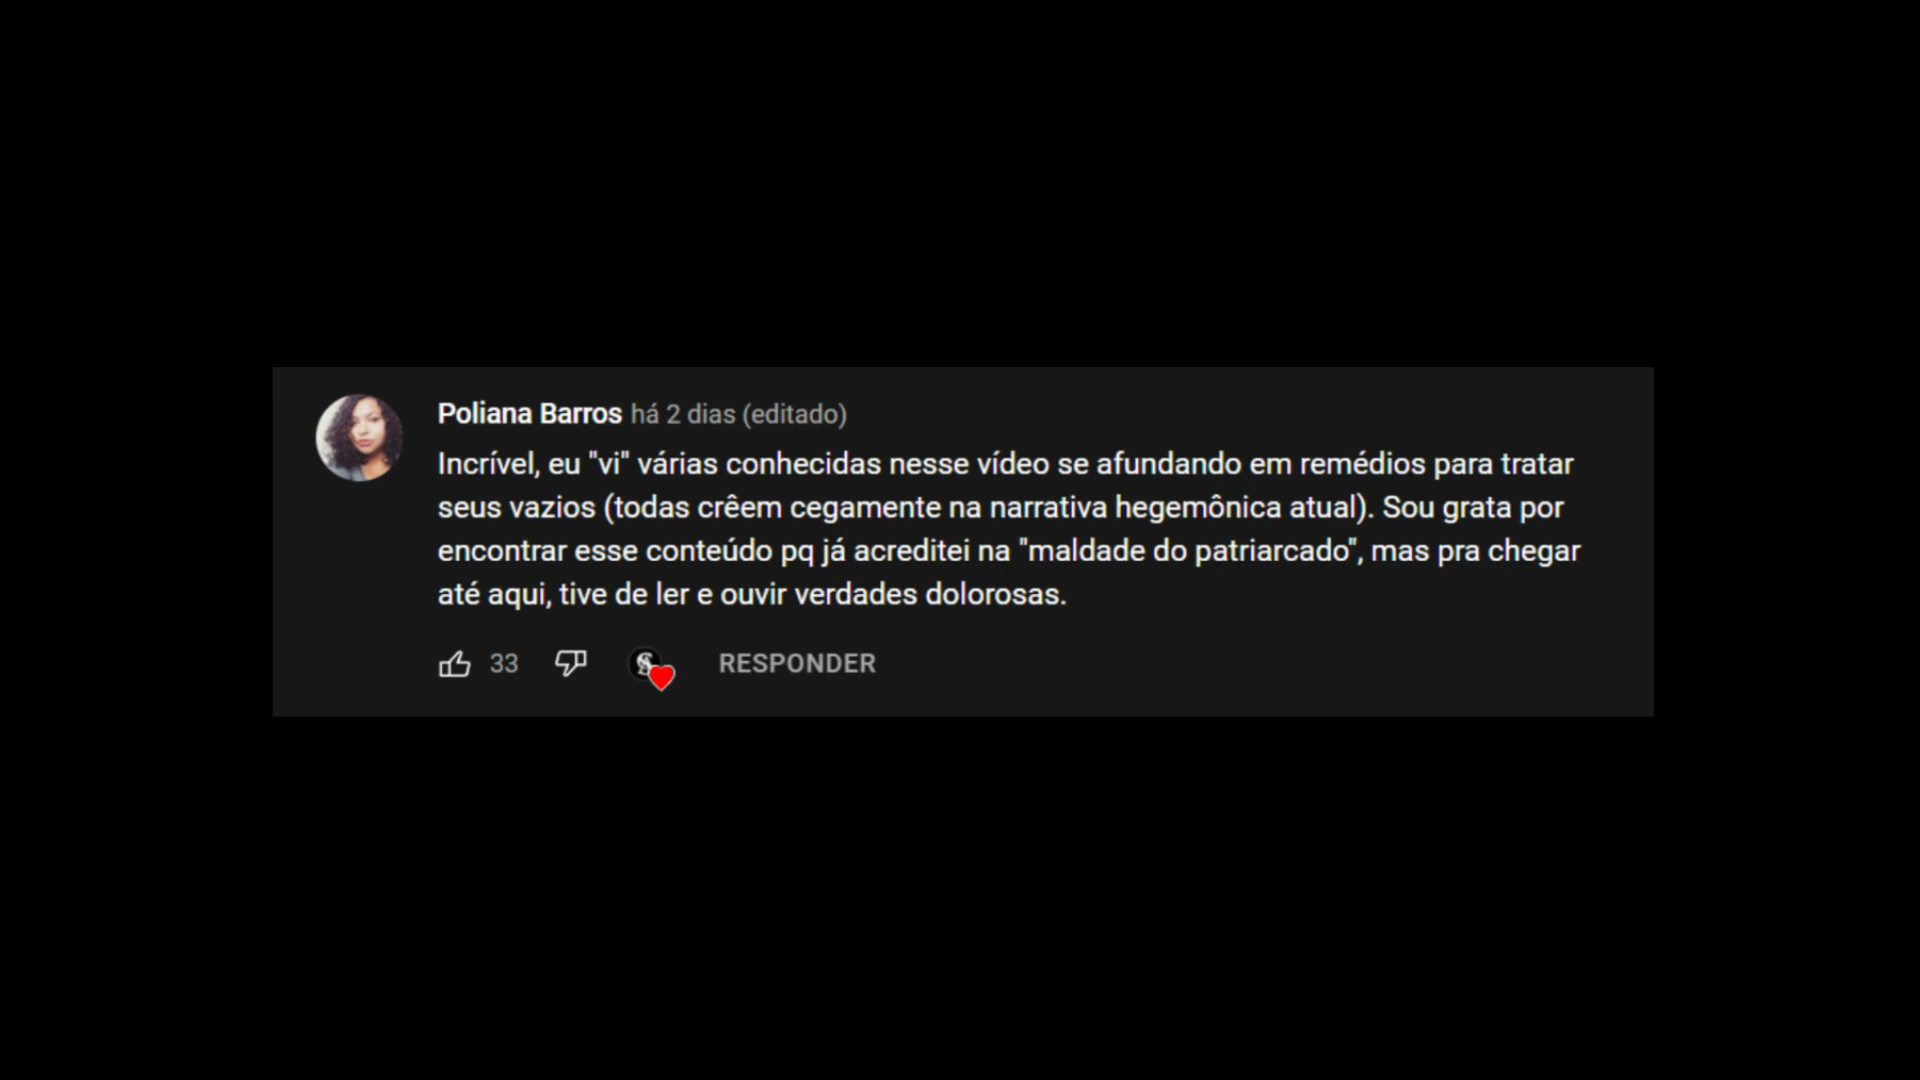 Poliana Barros há 2 dias (editado)
Incrível, eu "vi" várias conhecidas nesse vídeo se afundando em remédios para tratar
seus vazios (todas crêem cegamente na narrativa hegemônica atual). Sou grata por
encontrar esse conteúdo pq já acreditei na "maldade do patriarcado", mas pra chegar
até aqui, tive de ler e ouvir verdades dolorosas.
33 RESPONDER